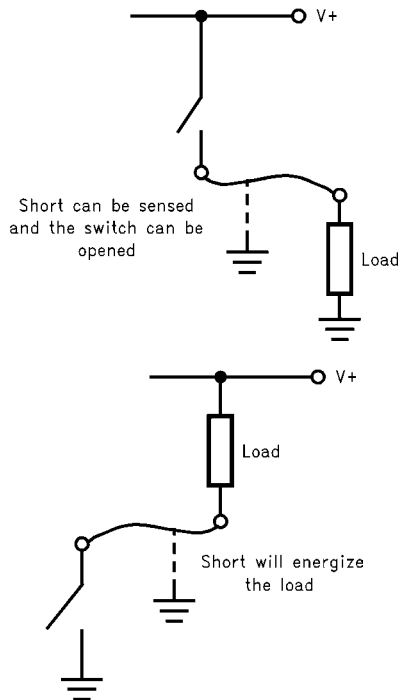 V+
Short can be sensed
and the switch can be
opened
Load
V+
Load
Short will energize
the load